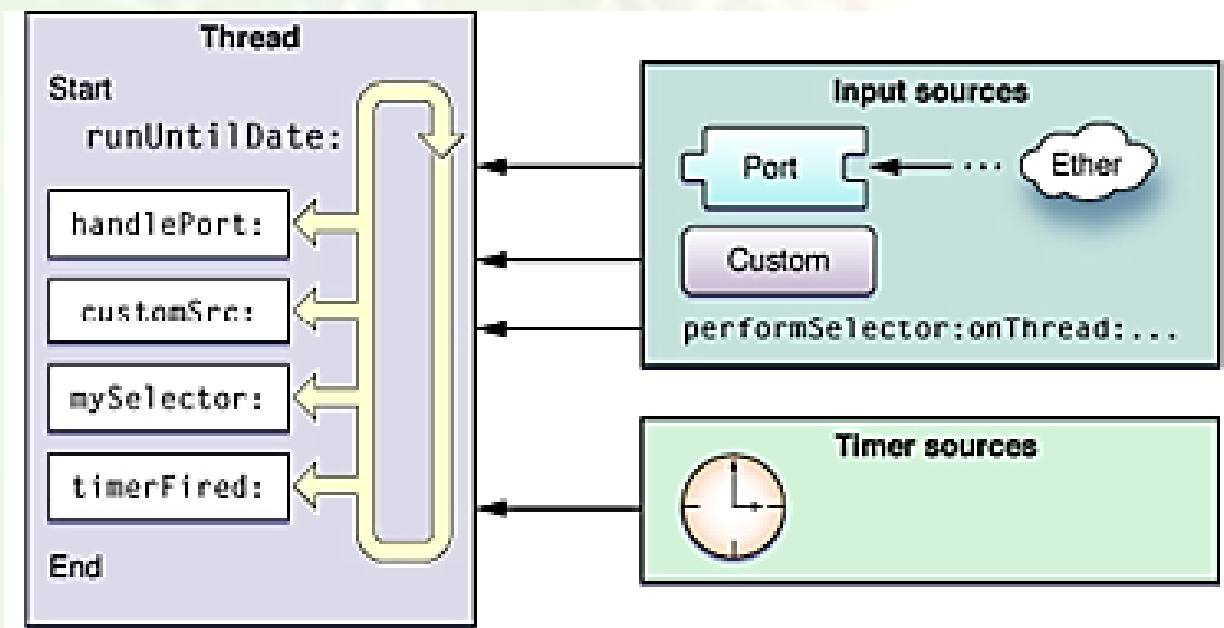 Thread
Start
runUntilDate:
handlePort:
customSrc:
mySelector:
timerFired:
End
Input sources
Port
Ether
Custom
performSelector:onThread:...
Timer sources